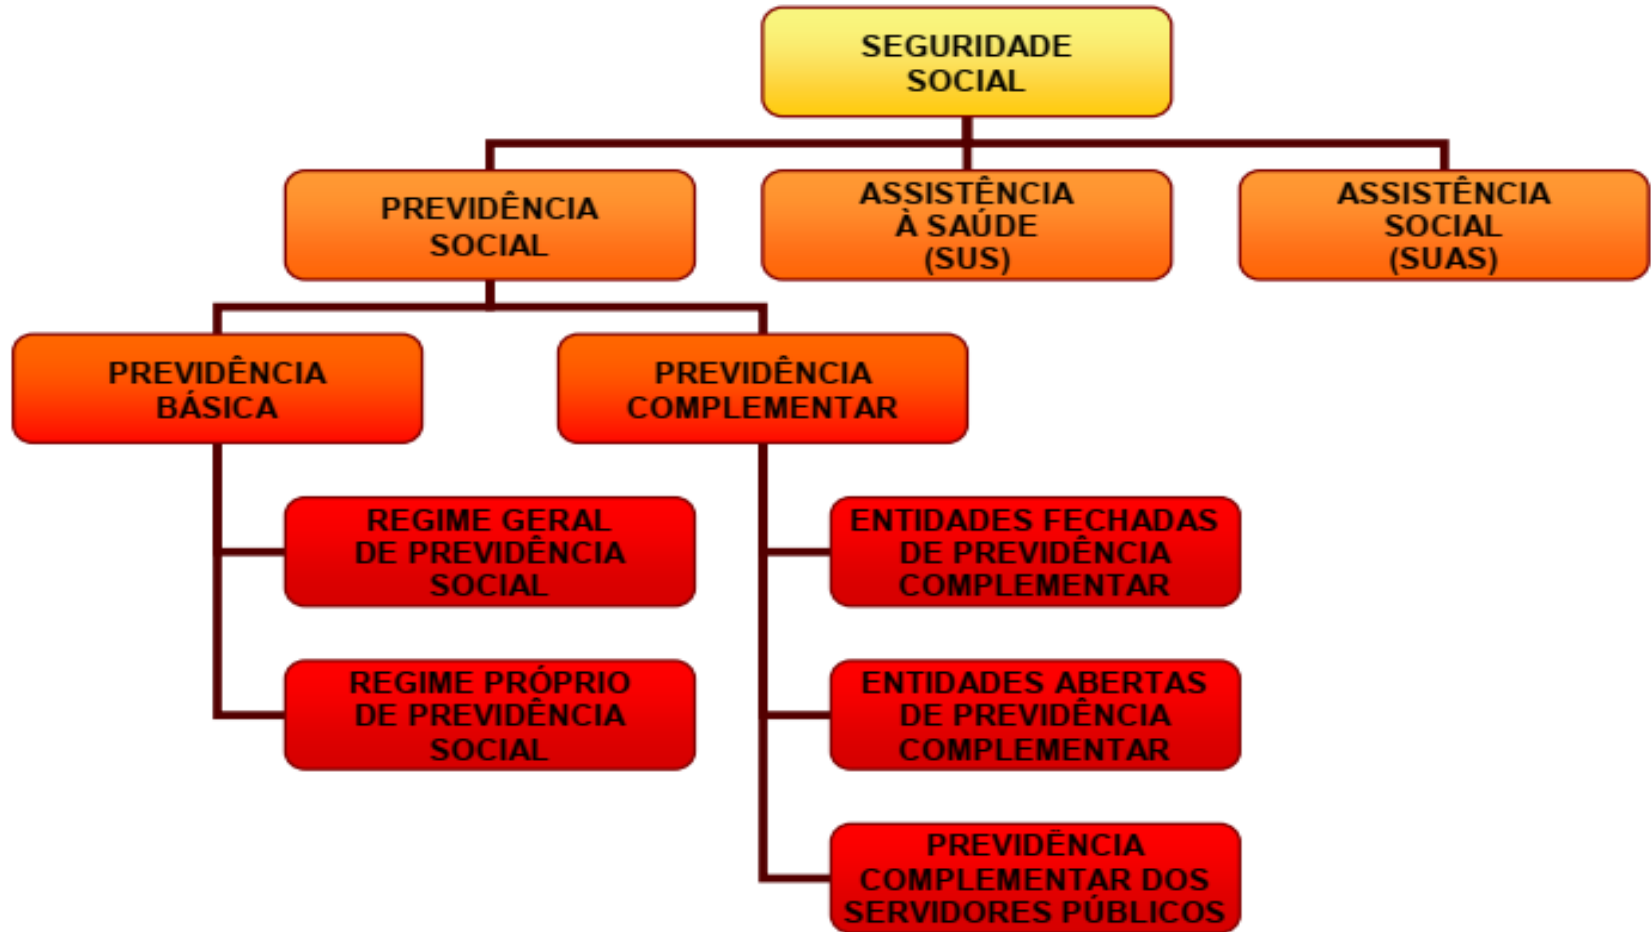 SEGURIDADE
SOCIAL
PREVIDÊNCIA
SOCIAL
ASSISTÊNCIA
À SAÚDE
(SUS)
ASSISTÊNCIA
SOCIAL
(SUAS)
PREVIDÊNCIA
BÁSICA
PREVIDÊNCIA
COMPLEMENTAR
REGIME GERAL
DE PREVIDÊNCIA
SOCIAL
REGIME PRÓPRIO
DE PREVIDÊNCIA
SOCIAL
ENTIDADES FECHADAS
DE PREVIDÊNCIA
COMPLEMENTAR
ENTIDADES ABERTAS
DE PREVIDÊNCIA
COMPLEMENTAR
PREVIDÊNCIA
COMPLEMENTAR DOS
SERVIDORES PÚBLICOS